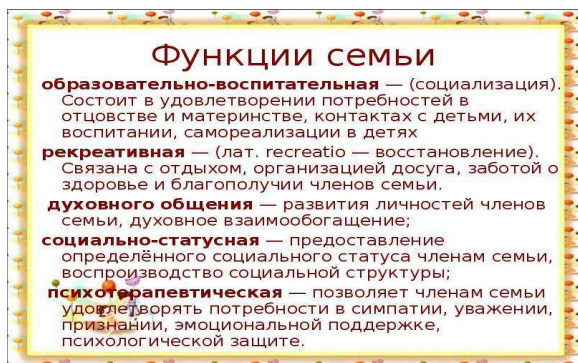 Функции семьи
образовательно-воспитательная — (социализация).
Состоит в удовлетворении потребностей в
отцовстве и материнстве, контактах с детьми, их
воспитании, самореализации в детях
рекреативная — (лат. recreatio — восстановление).
Связана с отдыхом, организацией досуга, заботой о
здоровье и благополучии членов семьи.
духовного общения — развития личностей членов
семьи, духовное взаимообогащение;
социально-статусная — предоставление
определённого социального статуса членам семьи,
воспроизводство социальной структуры;
психотерапевтическая — позволяет членам семьи
удовлетворять потребности в симпатии, уважении,
признании, эмоциональной поддержке,
психологической защите.